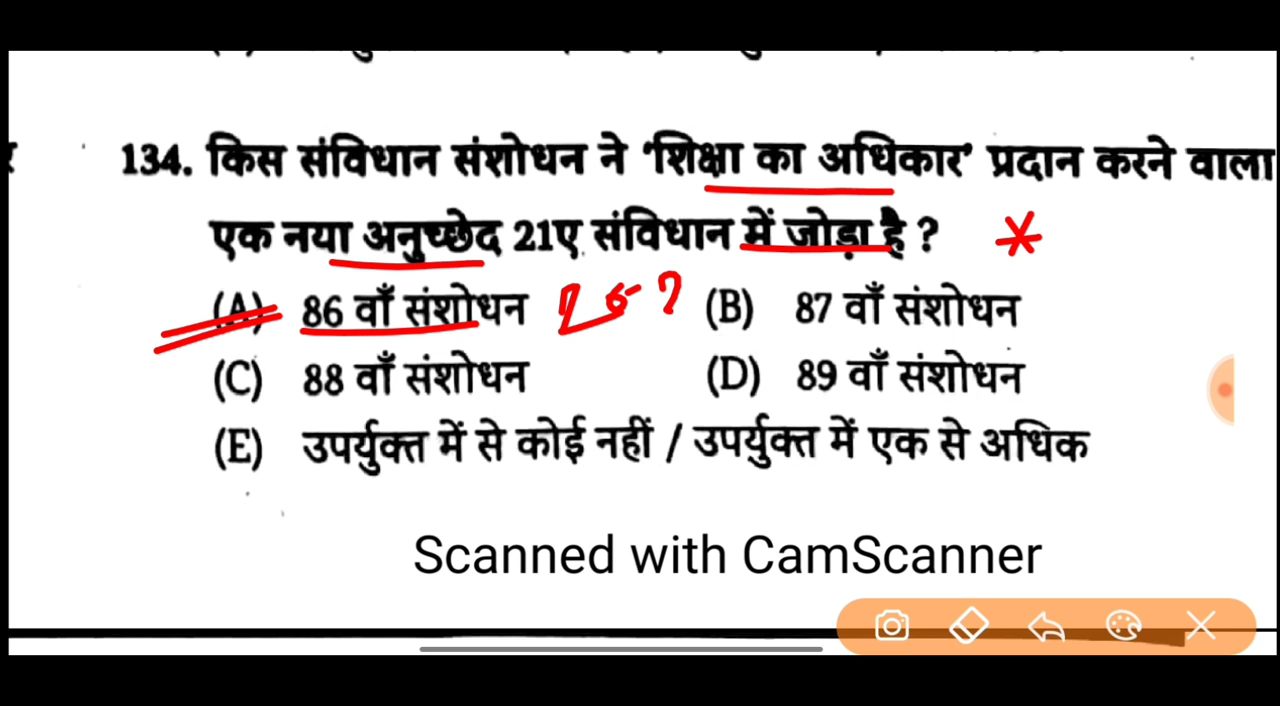 134. किस संविधान संशोधन ने ‘शिक्षा का अधिकार’ प्रदान करने वाला
एक नया अनुच्छेद 21ए संविधान में जोड़ा है ?
(A) 86 वाँ संशोधन (B) 87 वाँ संशोधन
(C) 88 वाँ संशोधन (D) 89 वाँ संशोधन
(E) उपर्युक्त में से कोई नहीं / उपर्युक्त में एक से अधिक
Scanned with CamScanner